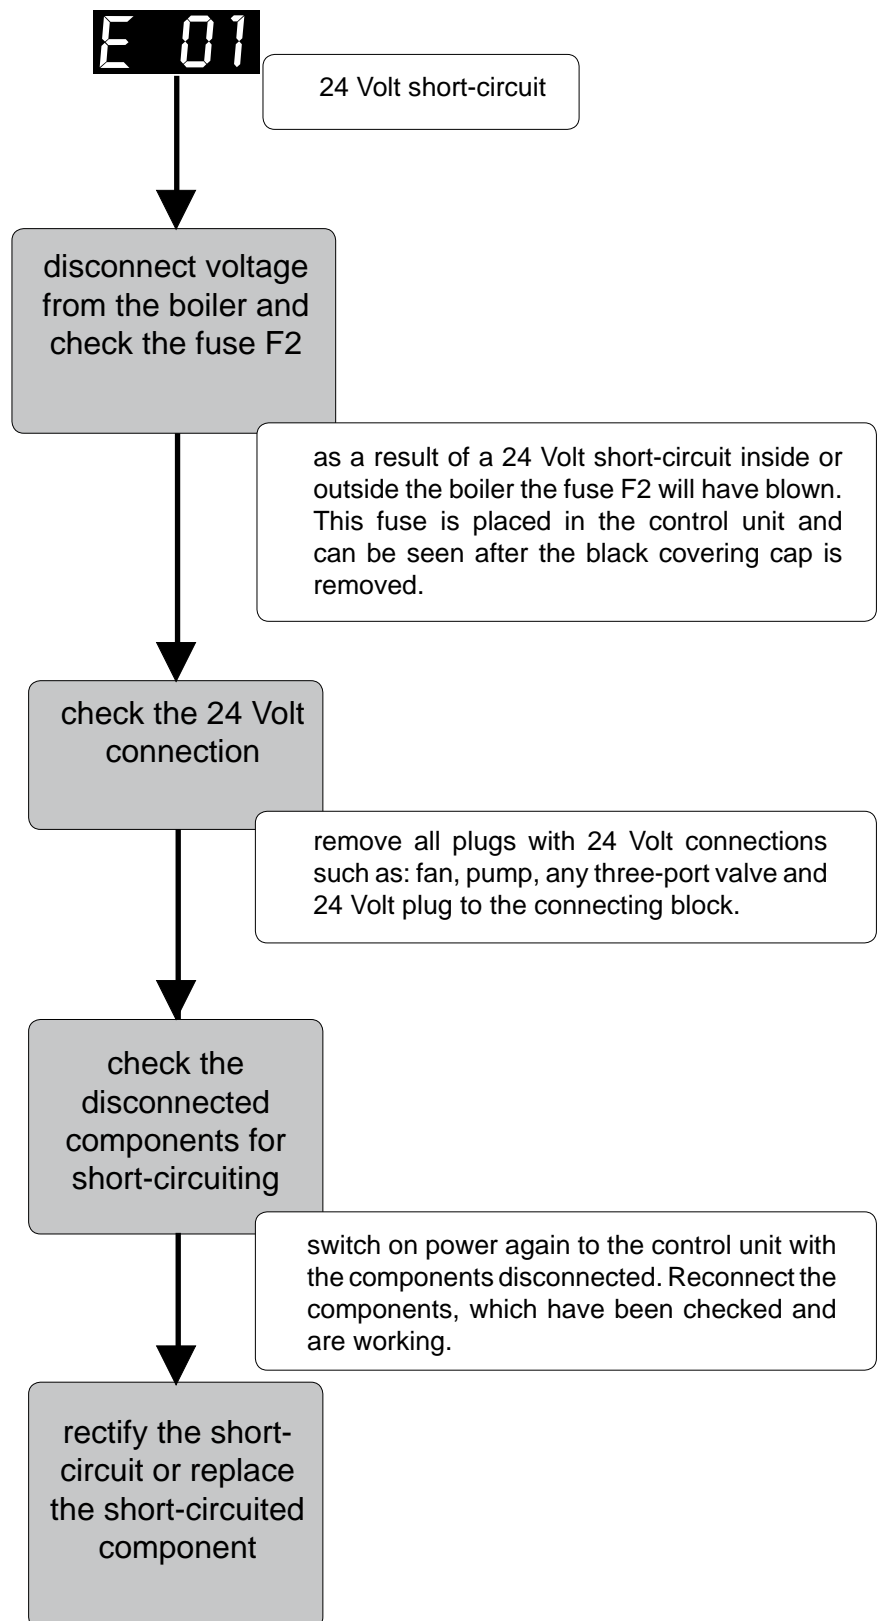 E 01
24 Volt short-circuit
disconnect voltage
from the boiler and
check the fuse F2
as a result of a 24 Volt short-circuit inside or
outside the boiler the fuse F2 will have blown.
This fuse is placed in the control unit and
can be seen after the black covering cap is
removed.
check the 24 Volt
connection
remove all plugs with 24 Volt connections
such as: fan, pump, any three-port valve and
24 Volt plug to the connecting block.
check the
disconnected
components for
short-circuiting
switch on power again to the control unit with
the components disconnected. Reconnect the
components, which have been checked and
are working.
rectify the short-
circuit or replace
the short-circuited
component